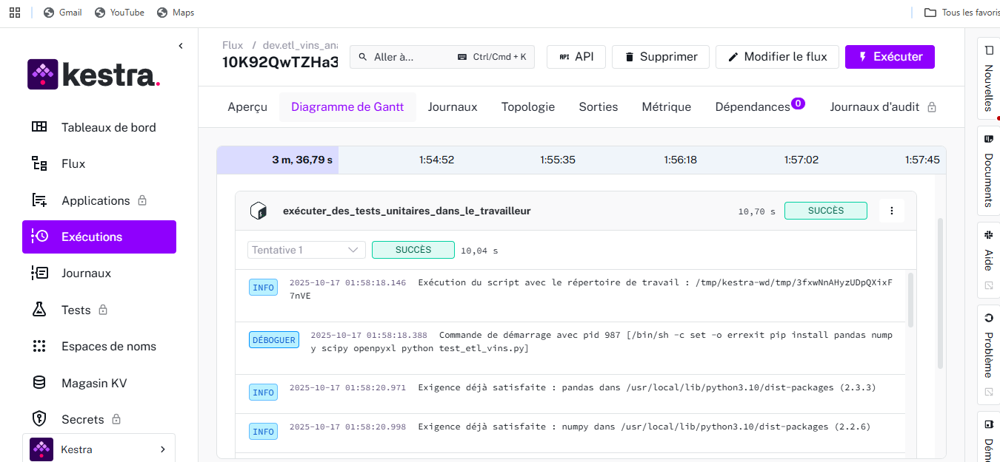 Gmail YouTube Maps Tous les favoris
Flux / dev.etl_vins_ana
10K92QwTZHa3
Aller à... Ctrl/Cmd + K
API API
Supprimer
Modifier le flux
Exécuter
kestra.
Tableaux de bord
Flux
Applications
Exécutions
Journaux
Tests
Espaces de noms
Magasin KV
Secrets
Kestra
Aperçu Diagramme de Gantt Journaux Topologie Sorties Métrique Dépendances 0 Journaux d'audit
3 m, 36,79 s 1:54:52 1:55:35 1:56:18 1:57:02 1:57:45
exécuter_des_tests_unitaires_dans_le_travailleur 10,70 s SUCCÈS
Tentative 1 SUCCÈS 10,04 s
INFO 2025-10-17 01:58:18.146 Exécution du script avec le répertoire de travail : /tmp/kestra-wd/tmp/3fxwNnAHyzUDpQXixF
7nVE
DÉBOGUER 2025-10-17 01:58:18.388 Commande de démarrage avec pid 987 [/bin/sh -c set -o errexit pip install pandas nump
y scipy openpyxl python test_etl_vins.py]
INFO 2025-10-17 01:58:20.971 Exigence déjà satisfaite : pandas dans /usr/local/lib/python3.10/dist-packages (2.3.3)
INFO 2025-10-17 01:58:20.998 Exigence déjà satisfaite : numpy dans /usr/local/lib/python3.10/dist-packages (2.2.6)
Nouvelles
Documents
Aide
Problème
Démo